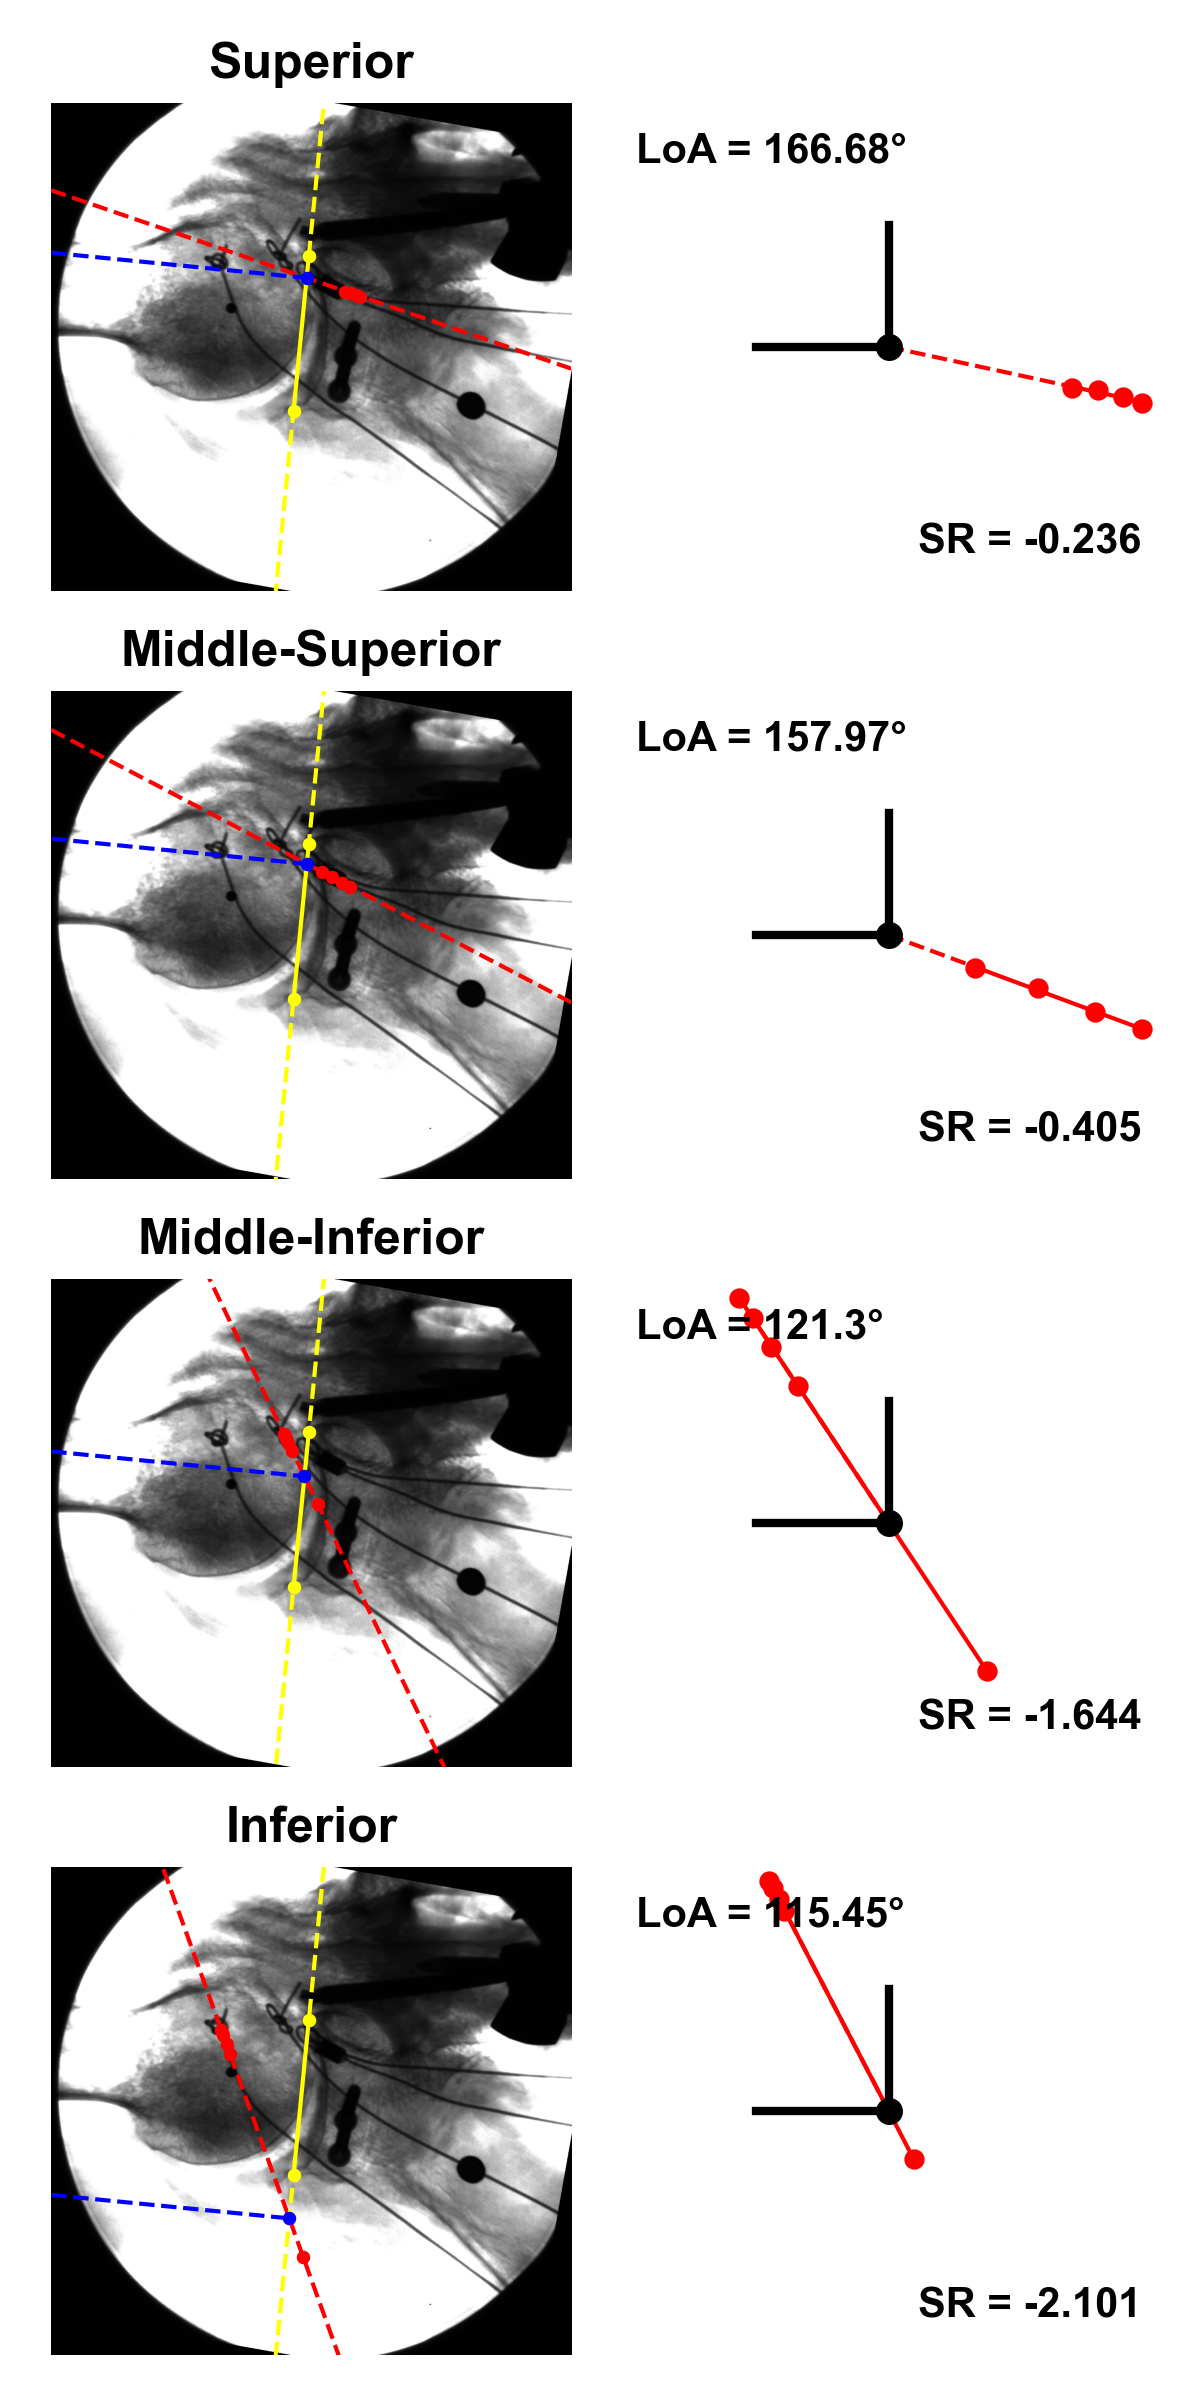 Superior
LoA = 166.68°
SR = -0.236
Middle-Superior
LoA = 157.97°
SR = -0.405
Middle-Inferior
LoA = 121.3°
SR = -1.644
Inferior
LoA = 115.45°
SR = -2.101